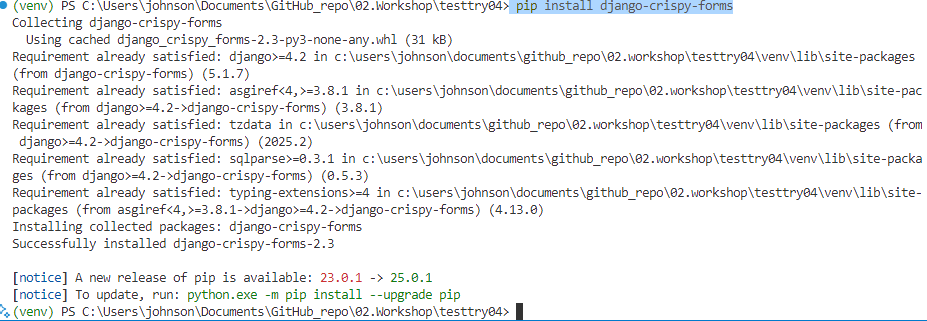 (venv) PS C:\Users\johnson\Documents\GitHub_repo\02.Workshop\testtry04> pip install django-crispy-forms
Collecting django-crispy-forms
  Using cached django_crispy_forms-2.3-py3-none-any.whl (31 kB)
Requirement already satisfied: django>=4.2 in c:\users\johnson\documents\github_repo\02.workshop\testtry04\venv\lib\site-packages
(from django-crispy-forms) (5.1.7)
Requirement already satisfied: asgiref<4,>=3.8.1 in c:\users\johnson\documents\github_repo\02.workshop\testtry04\venv\lib\site-pac
kages (from django>=4.2->django-crispy-forms) (3.8.1)
Requirement already satisfied: tzdata in c:\users\johnson\documents\github_repo\02.workshop\testtry04\venv\lib\site-packages (from
 django>=4.2->django-crispy-forms) (2025.2)
Requirement already satisfied: sqlparse>=0.3.1 in c:\users\johnson\documents\github_repo\02.workshop\testtry04\venv\lib\site-packa
ges (from django>=4.2->django-crispy-forms) (0.5.3)
Requirement already satisfied: typing-extensions>=4 in c:\users\johnson\documents\github_repo\02.workshop\testtry04\venv\lib\site-
packages (from asgiref<4,>=3.8.1->django>=4.2->django-crispy-forms) (4.13.0)
Installing collected packages: django-crispy-forms
Successfully installed django-crispy-forms-2.3

[notice] A new release of pip is available: 23.0.1 -> 25.0.1
[notice] To update, run: python.exe -m pip install --upgrade pip
(venv) PS C:\Users\johnson\Documents\GitHub_repo\02.Workshop\testtry04>